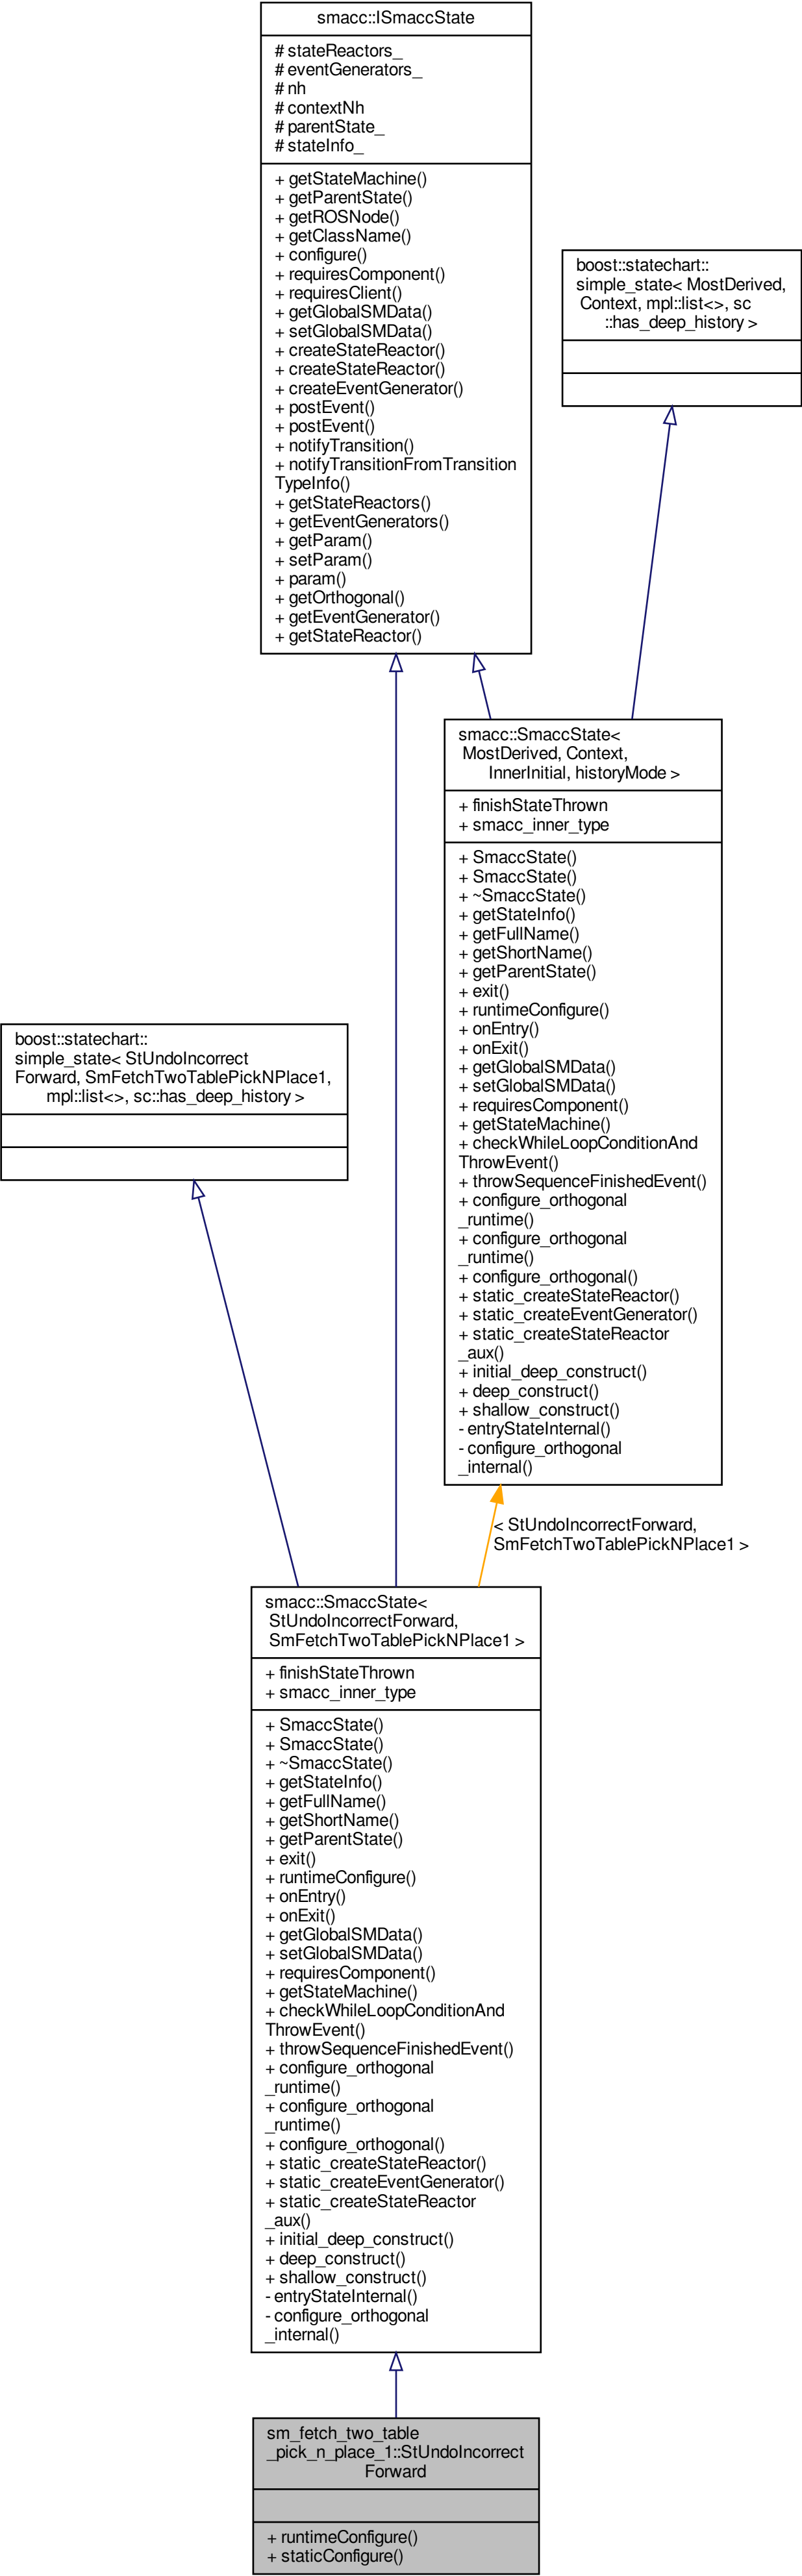 smacc::ISmaccState
# stateReactors_
# eventGenerators_
# nh
# contextNh
# parentState_
# stateInfo_
+ getStateMachine()
+ getParentState()
+ getROSNode()
+ getClassName()
+ configure()
+ requiresComponent()
+ requiresClient()
+ getGlobalSMData()
+ setGlobalSMData()
+ createStateReactor()
+ createStateReactor()
+ createEventGenerator()
+ postEvent()
+ postEvent()
+ notifyTransition()
+ notifyTransitionFromTransition
TypeInfo()
+ getStateReactors()
+ getEventGenerators()
+ getParam()
+ setParam()
+ param()
+ getOrthogonal()
+ getEventGenerator()
+ getStateReactor()
boost::statechart::
simple_state< MostDerived,
Context, mpl::list<>, sc
::has_deep_history >
smacc::SmaccState<
MostDerived, Context,
InnerInitial, historyMode >
+ finishStateThrown
+ smacc_inner_type
+ SmaccState()
+ SmaccState()
+ ~SmaccState()
+ getStateInfo()
+ getFullName()
+ getShortName()
+ getParentState()
+ exit()
+ runtimeConfigure()
+ onEntry()
+ onExit()
+ getGlobalSMData()
+ setGlobalSMData()
+ requiresComponent()
+ getStateMachine()
+ checkWhileLoopConditionAnd
ThrowEvent()
+ throwSequenceFinishedEvent()
+ configure_orthogonal
_runtime()
+ configure_orthogonal
_runtime()
+ configure_orthogonal()
+ static_createStateReactor()
+ static_createEventGenerator()
+ static_createStateReactor
_aux()
+ initial_deep_construct()
+ deep_construct()
+ shallow_construct()
- entryStateInternal()
- configure_orthogonal
_internal()
boost::statechart::
simple_state< StUndoIncorrect
Forward, SmFetchTwoTablePickNPlace1,
mpl::list<>, sc::has_deep_history >
< StUndoIncorrectForward,
SmFetchTwoTablePickNPlace1 >
smacc::SmaccState<
StUndoIncorrectForward,
SmFetchTwoTablePickNPlace1 >
+ finishStateThrown
+ smacc_inner_type
+ SmaccState()
+ SmaccState()
+ ~SmaccState()
+ getStateInfo()
+ getFullName()
+ getShortName()
+ getParentState()
+ exit()
+ runtimeConfigure()
+ onEntry()
+ onExit()
+ getGlobalSMData()
+ setGlobalSMData()
+ requiresComponent()
+ getStateMachine()
+ checkWhileLoopConditionAnd
ThrowEvent()
+ throwSequenceFinishedEvent()
+ configure_orthogonal
_runtime()
+ configure_orthogonal
_runtime()
+ configure_orthogonal()
+ static_createStateReactor()
+ static_createEventGenerator()
+ static_createStateReactor
_aux()
+ initial_deep_construct()
+ deep_construct()
+ shallow_construct()
- entryStateInternal()
- configure_orthogonal
_internal()
sm_fetch_two_table
_pick_n_place_1::StUndoIncorrect
Forward
+ runtimeConfigure()
+ staticConfigure()